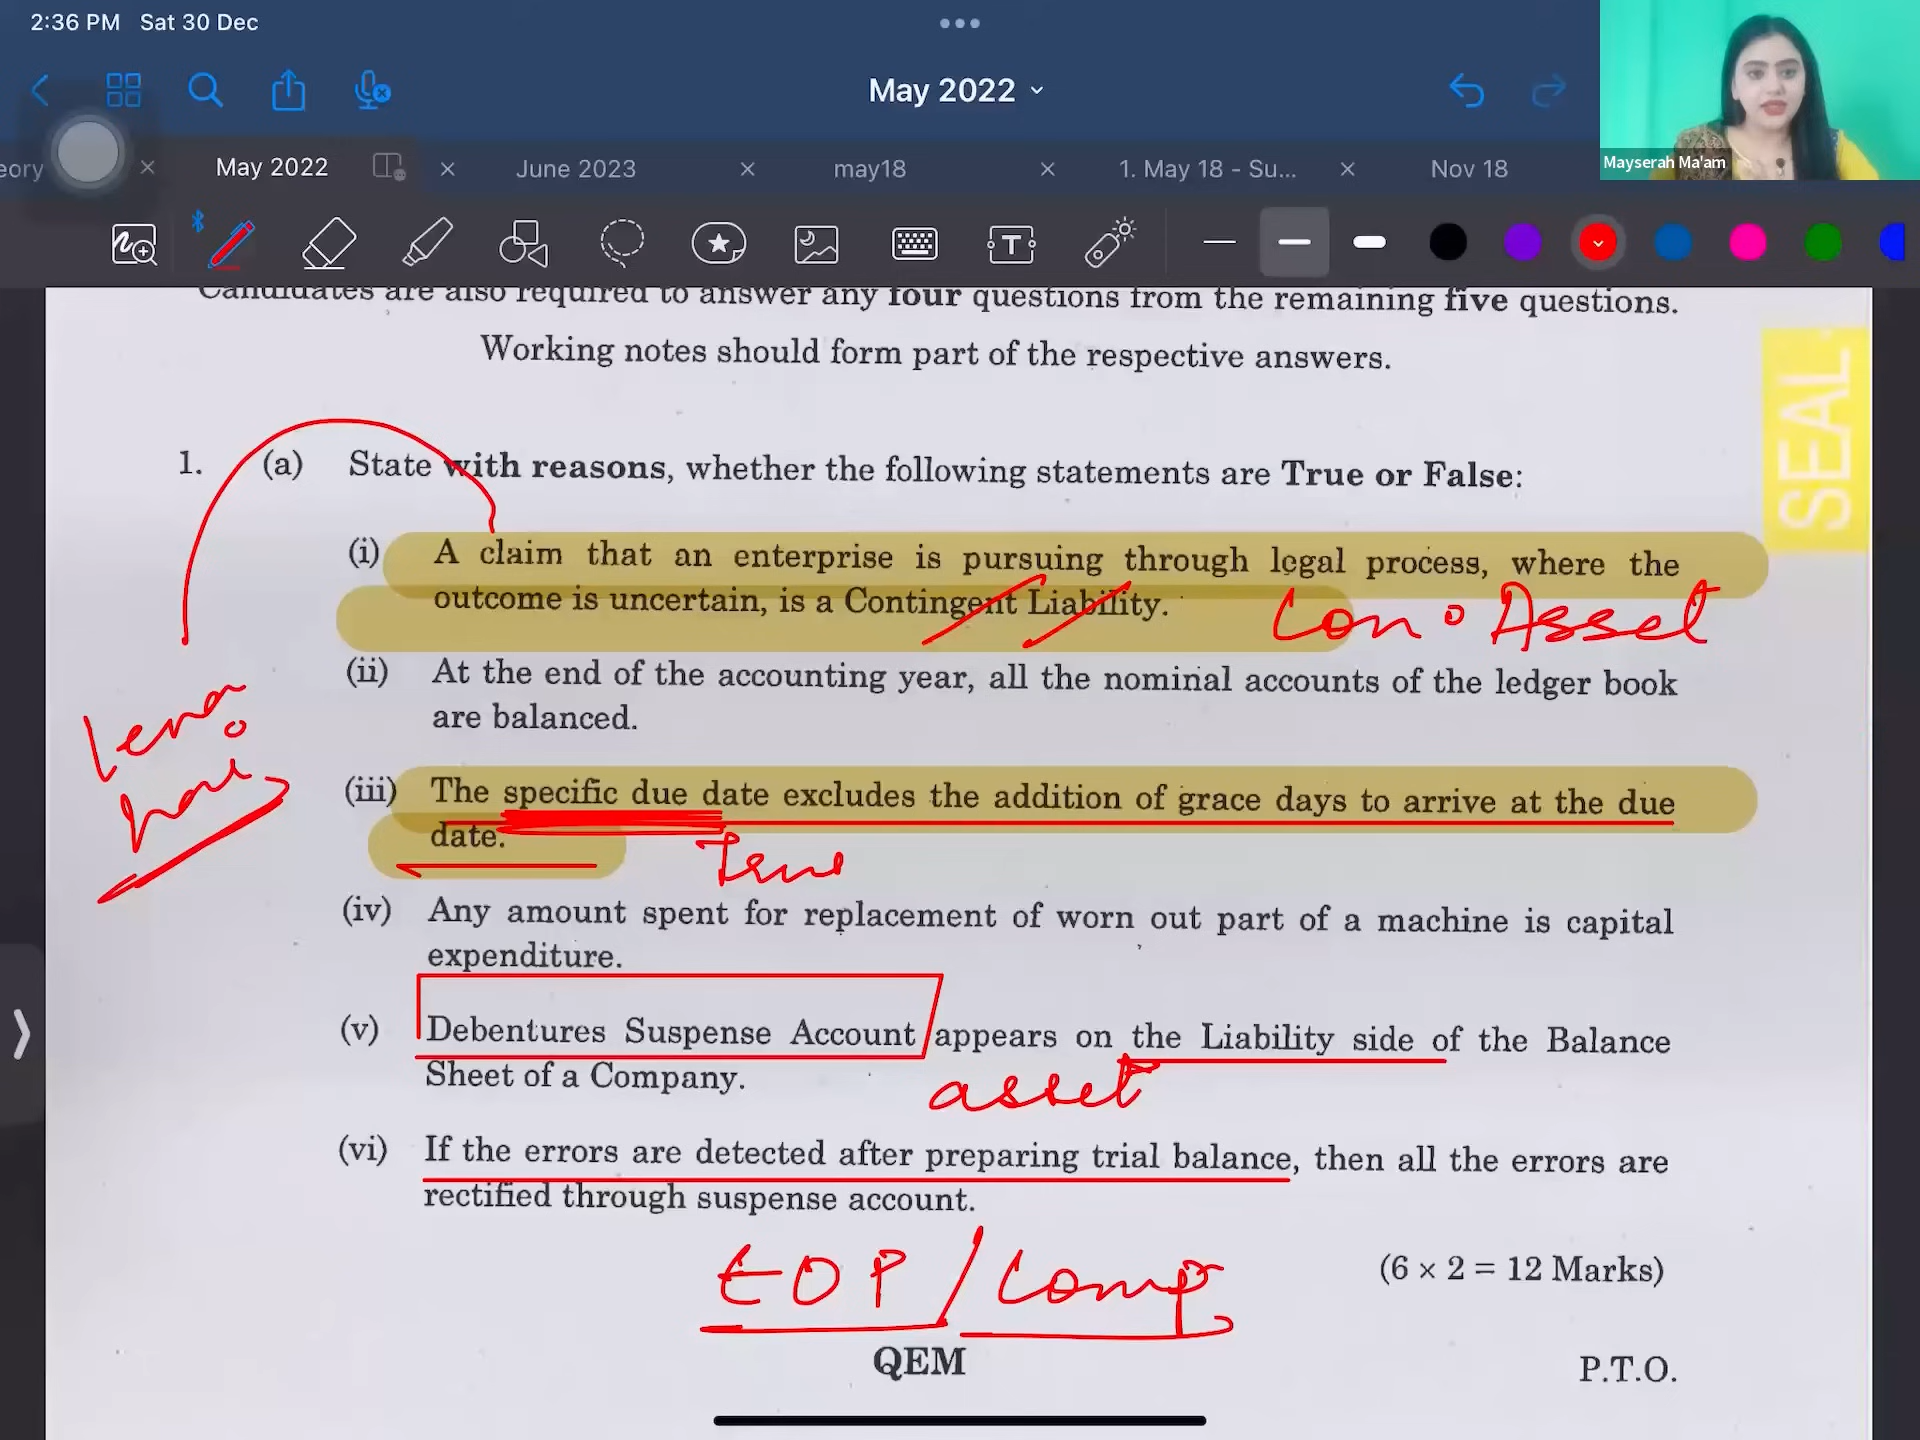 2:36 PM Sat 30 Dec
May 2022
eory
May 2022
June 2023
may18
1. May 18 - Su...
Nov 18
Mayserah Ma'am
Candidates are also required to answer any four questions from the remaining five questions.
Working notes should form part of the respective answers.
SEAL
1. (a) State with reasons, whether the following statements are True or False:
(i) A claim that an enterprise is pursuing through legal process, where the
outcome is uncertain, is a Contingent Liability.
Con. Asset
(ii) At the end of the accounting year, all the nominal accounts of the ledger book
are balanced.
lena
(iii) The specific due date excludes the addition of grace days to arrive at the due
date.
True
(iv) Any amount spent for replacement of worn out part of a machine is capital
expenditure.
(v) Debentures Suspense Account appears on the Liability side of the Balance
Sheet of a Company.
asset
(vi) If the errors are detected after preparing trial balance, then all the errors are
rectified through suspense account.
EOP / Comp
(6 × 2 = 12 Marks)
QEM
P.T.O.